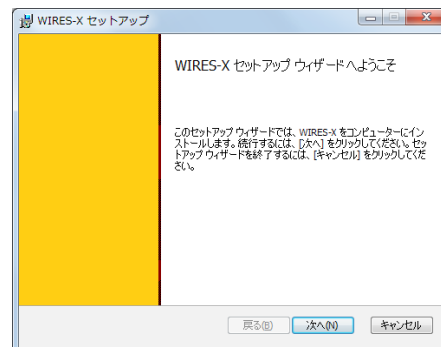 WIRES-X セットアップ
WIRES-X セットアップ ウィザードへようこそ
このセットアップ ウィザードでは、WIRES-X をコンピューターにイン
ストールします。続行するには、[次へ] をクリックしてください。セッ
トアップ ウィザードを終了するには、[キャンセル] をクリックしてくだ
さい。
戻る(B) 次へ(N) キャンセル